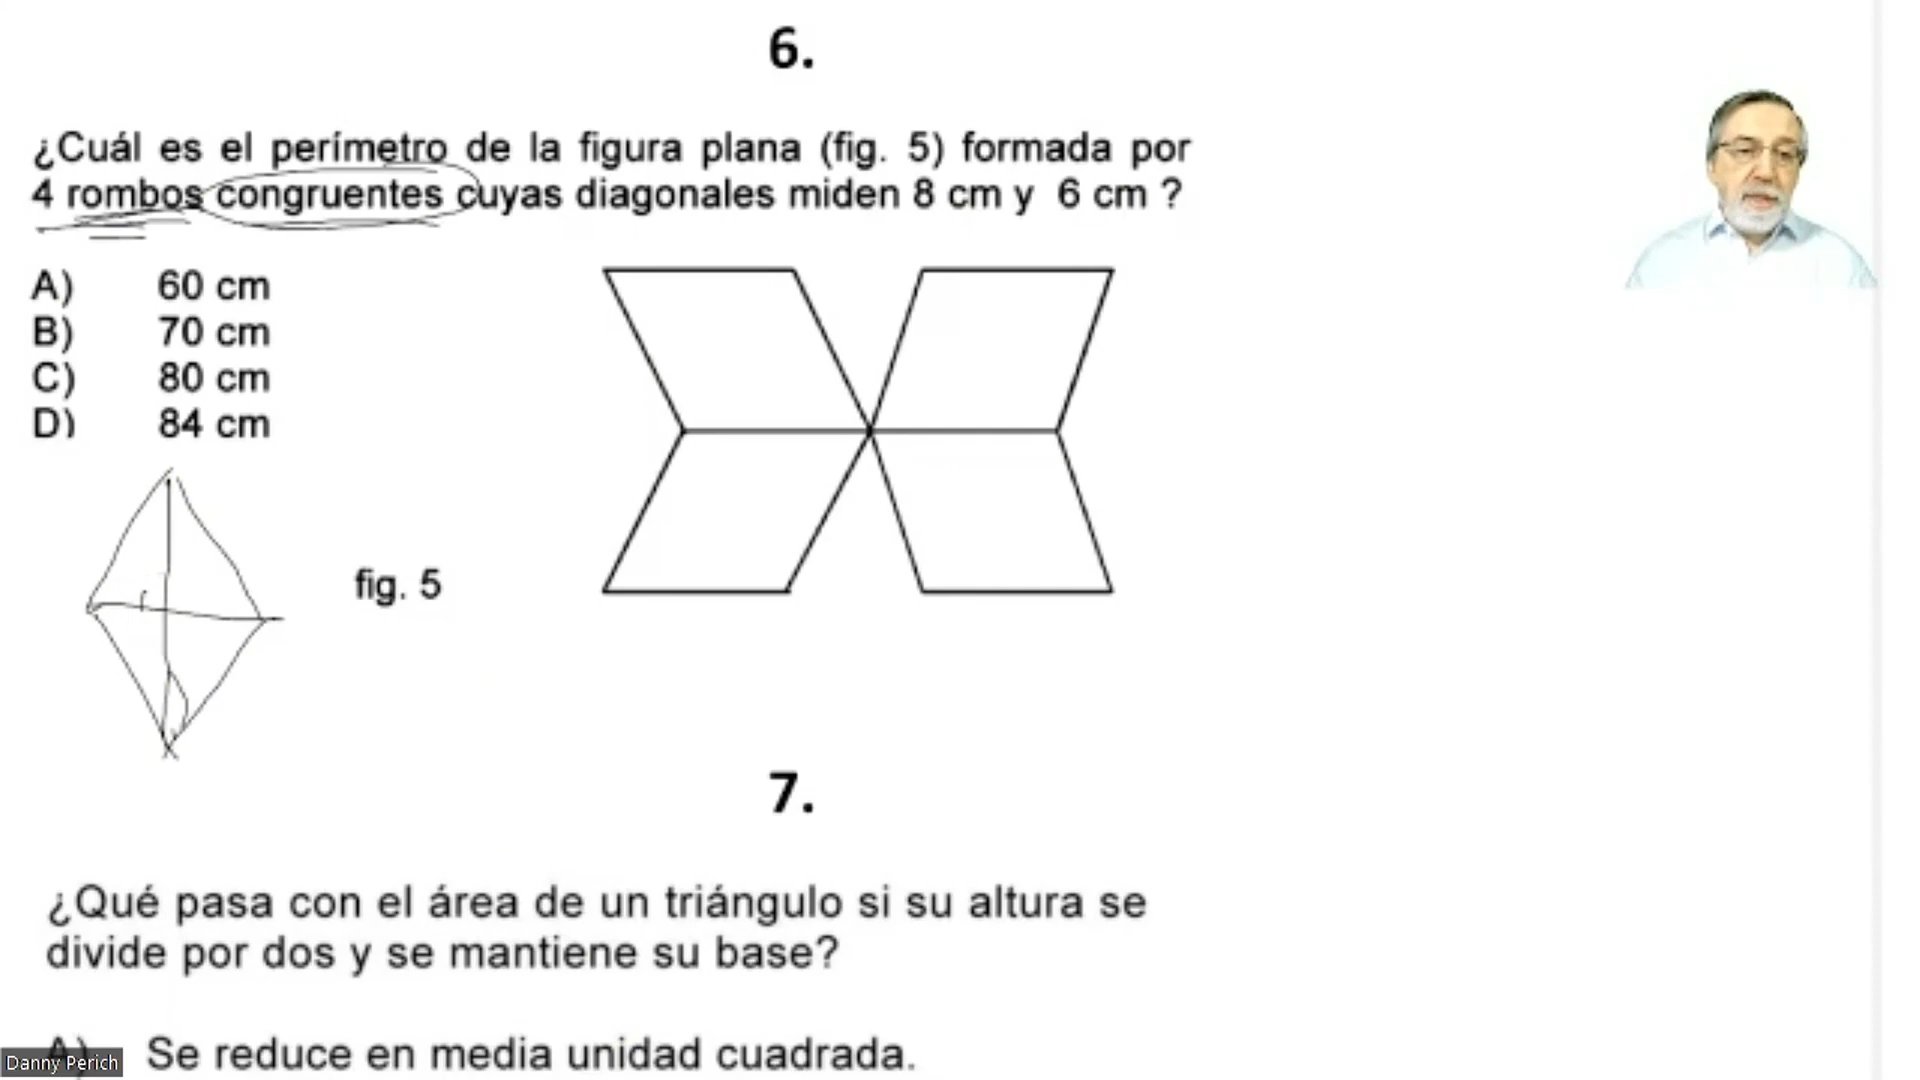 6.
¿Cuál es el perímetro de la figura plana (fig. 5) formada por
4 rombos congruentes cuyas diagonales miden 8 cm y 6 cm ?
A) 60 cm
B) 70 cm
C) 80 cm
D) 84 cm
fig. 5
7.
¿Qué pasa con el área de un triángulo si su altura se
divide por dos y se mantiene su base?
A) Se reduce en media unidad cuadrada.
Danny Perich